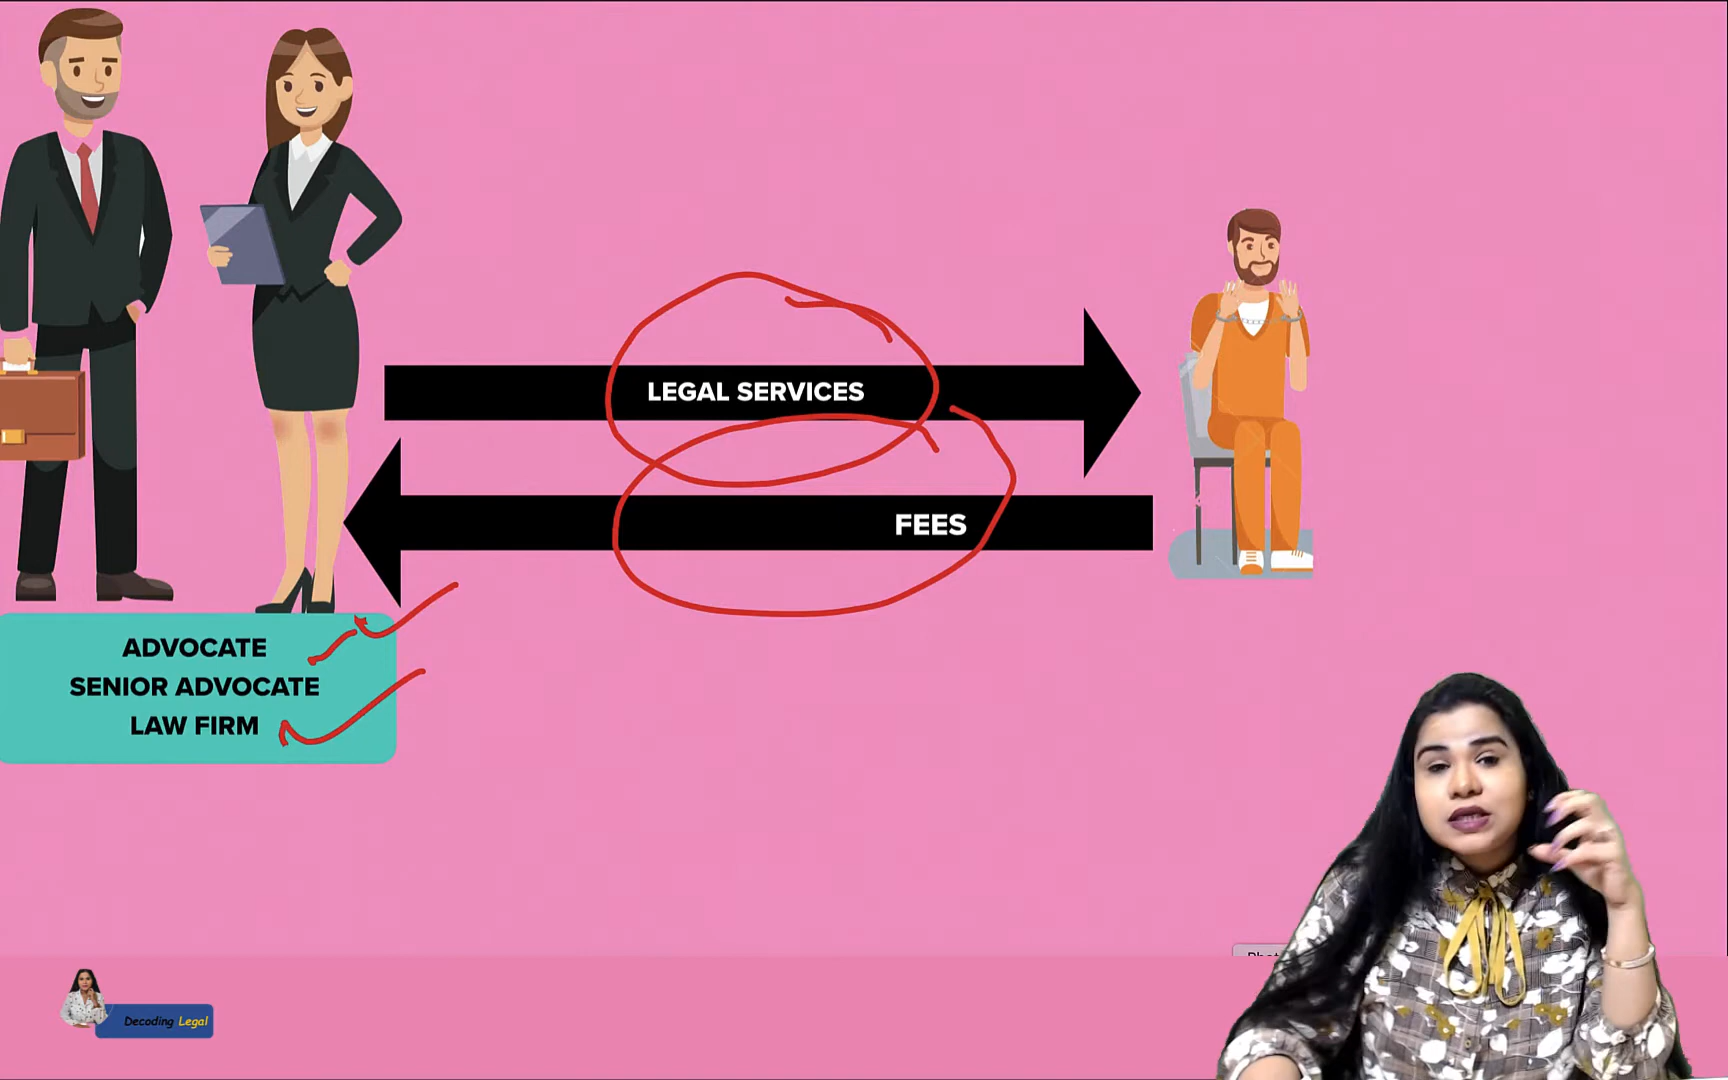 LEGAL SERVICES
FEES
ADVOCATE
SENIOR ADVOCATE
LAW FIRM
Decoding Legal